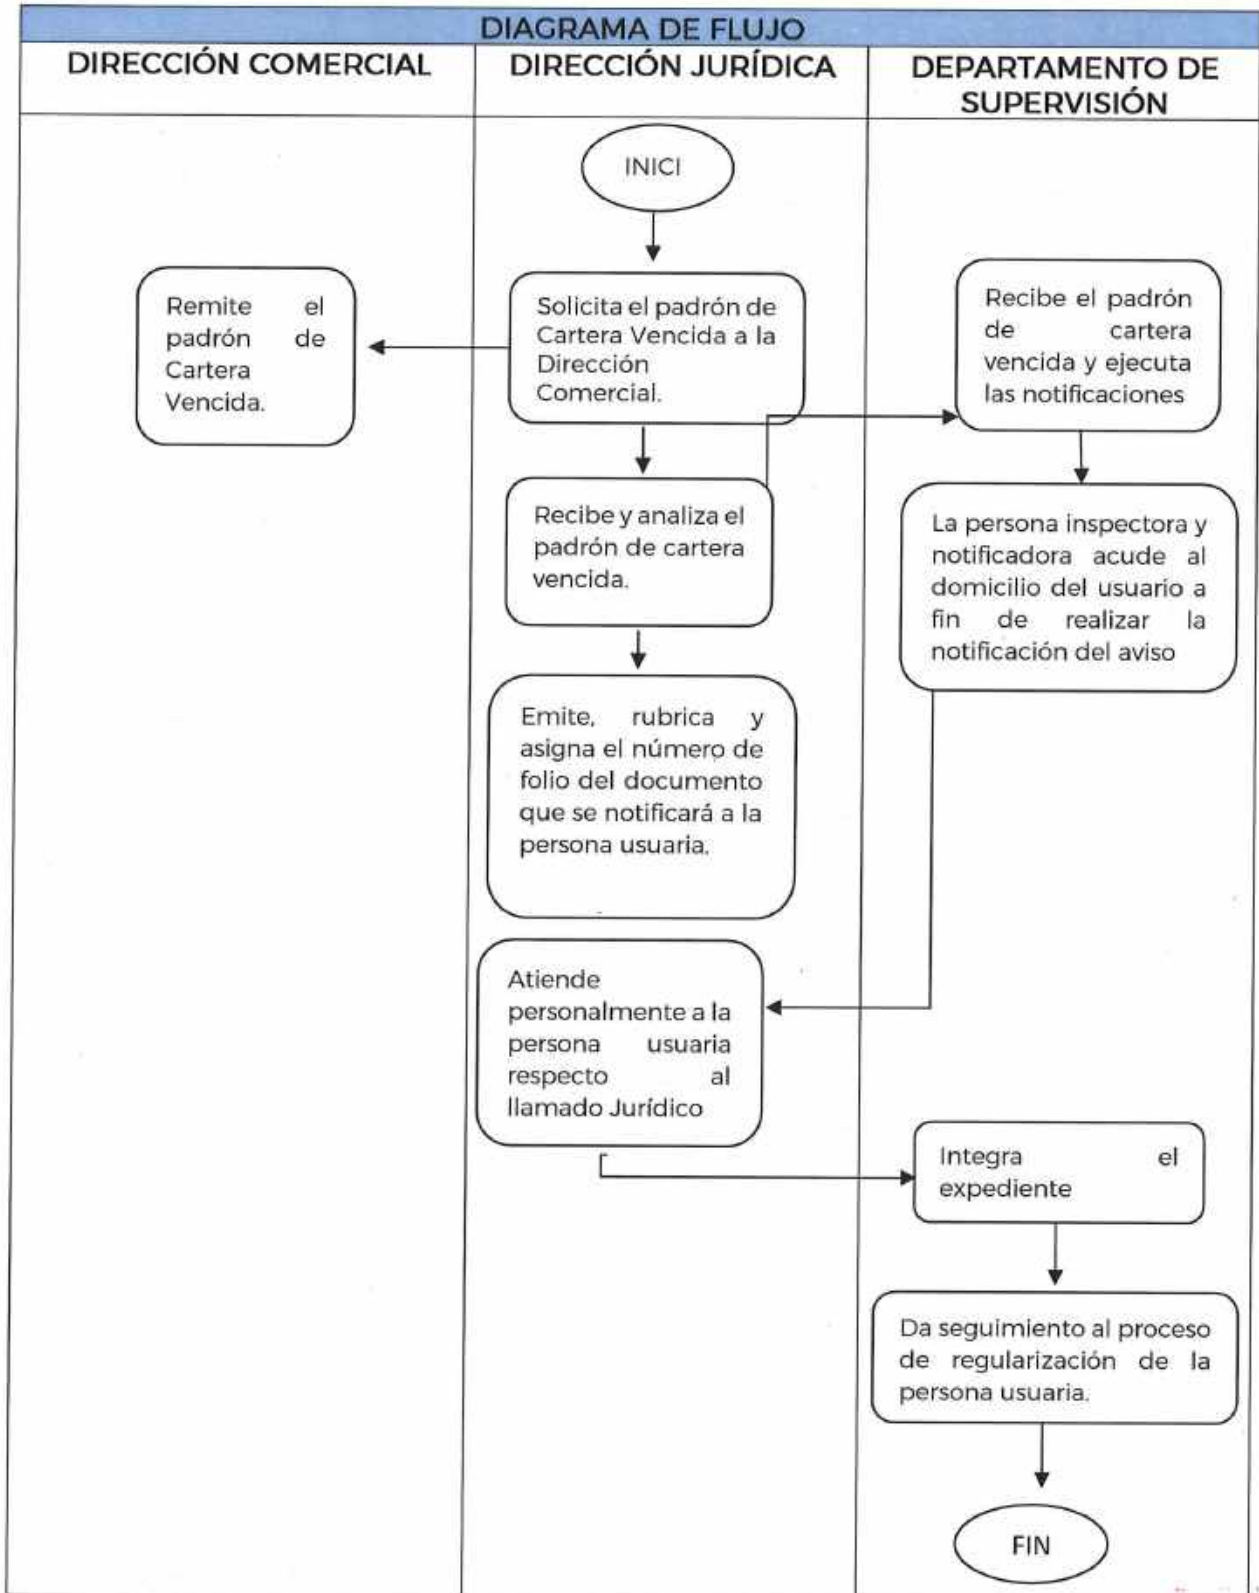 DIAGRAMA DE FLUJO
DIRECCIÓN COMERCIAL
DIRECCIÓN JURÍDICA
DEPARTAMENTO DE
SUPERVISIÓN
INICI
Remite el
padrón de
Cartera
Vencida.
Solicita el padrón de
Cartera Vencida a la
Dirección
Comercial.
Recibe el padrón
de cartera
vencida y ejecuta
las notificaciones
Recibe y analiza el
padrón de cartera
vencida.
La persona inspectora y
notificadora acude al
domicilio del usuario a
fin de realizar la
notificación del aviso
Emite, rubrica y
asigna el número de
folio del documento
que se notificará a la
persona usuaria.
Atiende
personalmente a la
persona usuaria
respecto al
llamado Jurídico
Integra el
expediente
Da seguimiento al proceso
de regularización de la
persona usuaria.
FIN